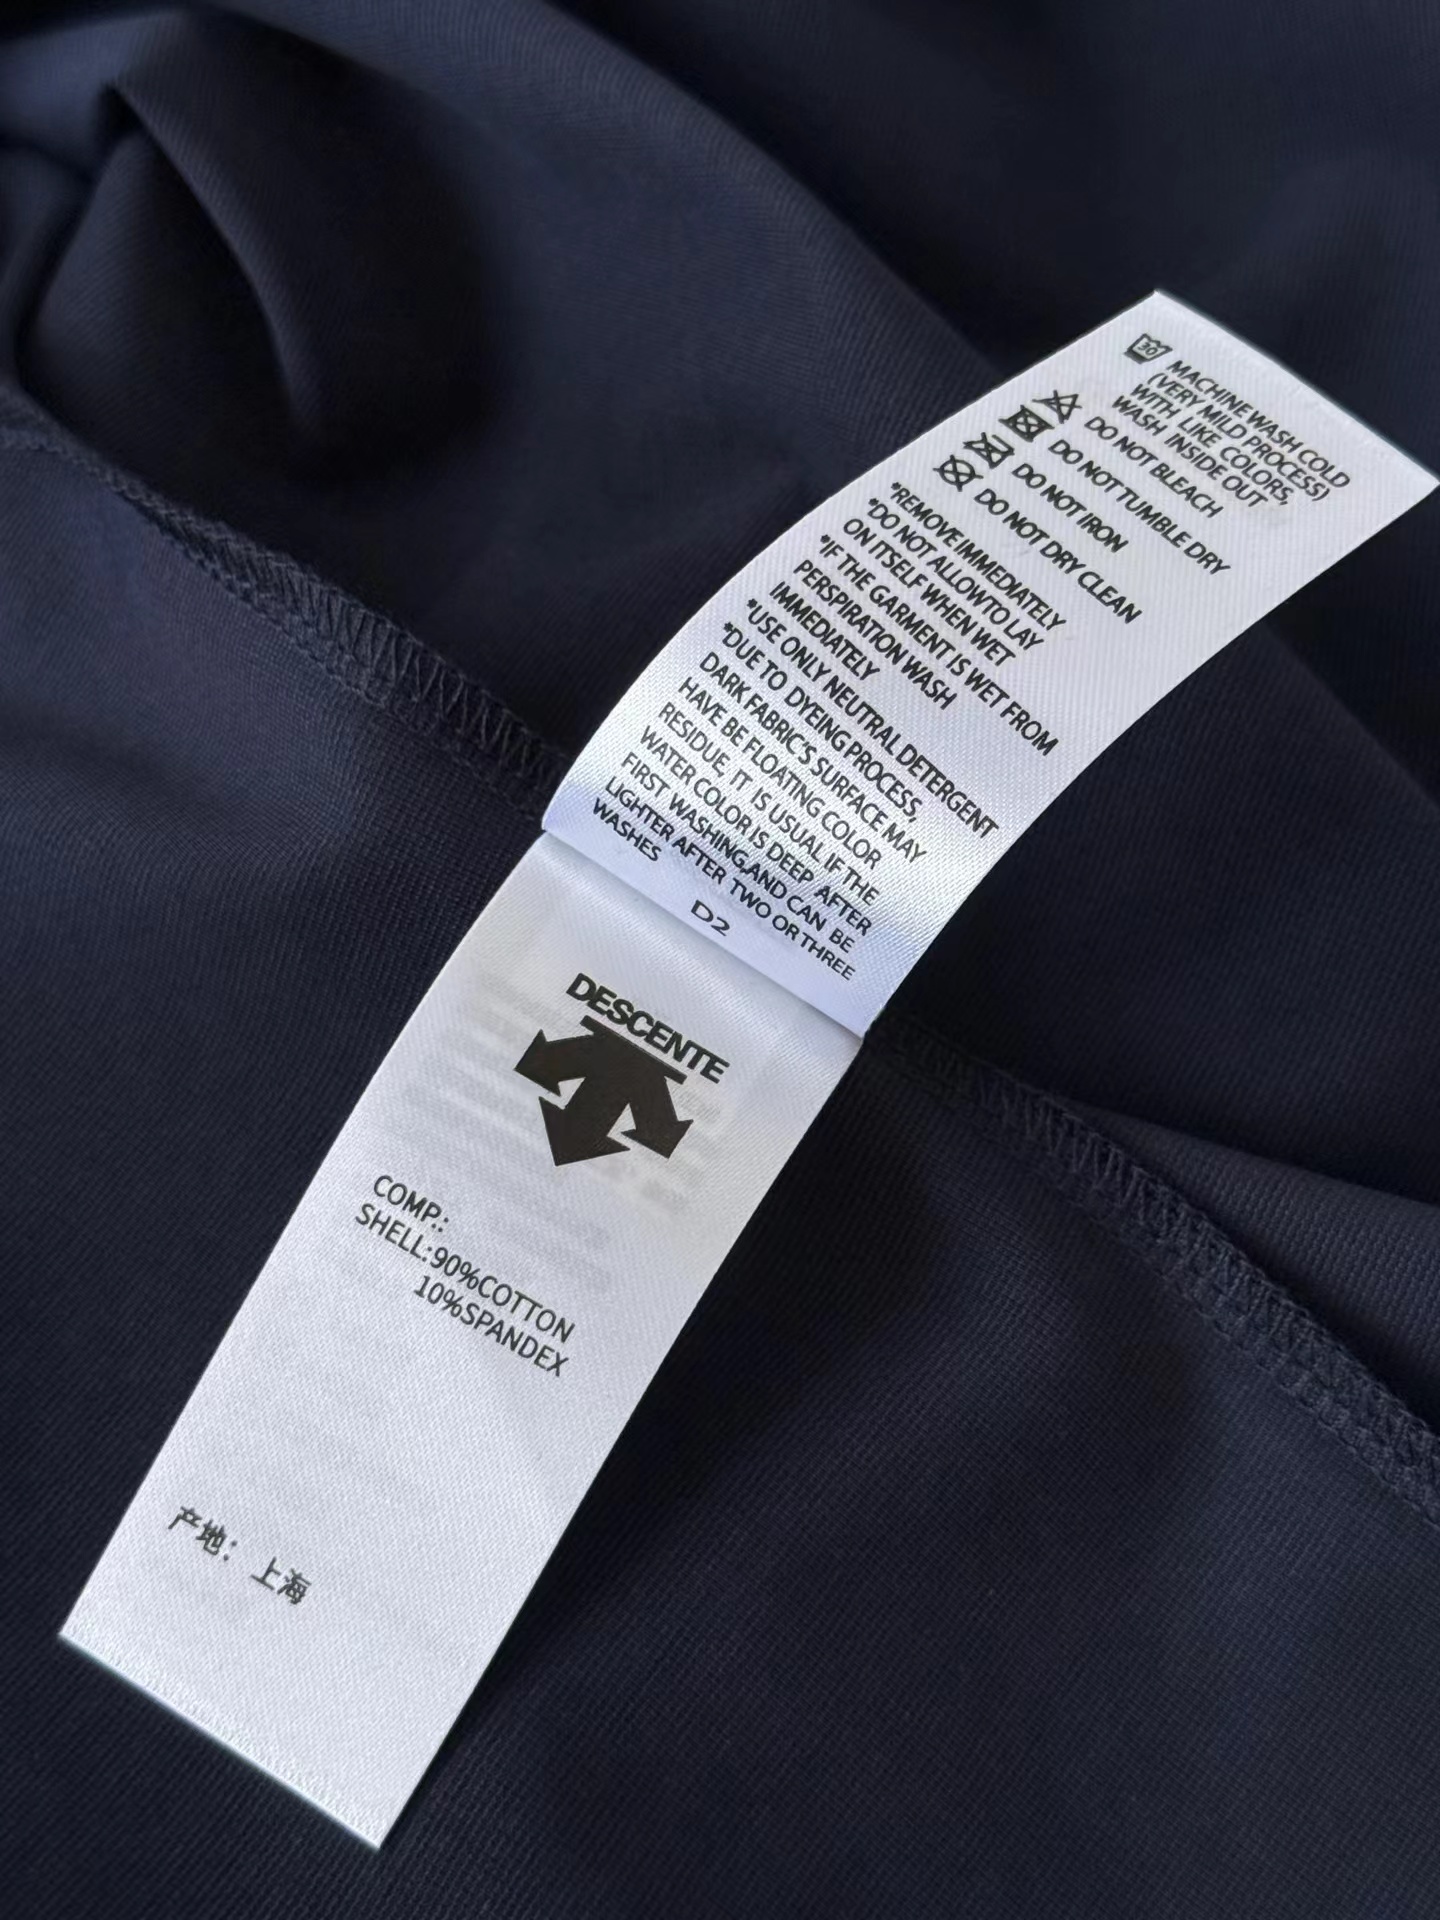 30
MACHINE WASH COLD
(VERY MILD PROCESS)
WITH LIKE COLORS,
WASH INSIDE OUT
DO NOT BLEACH
DO NOT TUMBLE DRY
DO NOT IRON
DO NOT DRY CLEAN
*REMOVE IMMEDIATELY
*DO NOT ALLOWTO LAY
ON ITSELF WHEN WET
*IF THE GARMENT IS WET FROM
PERSPIRATION WASH
IMMEDIATELY
*USE ONLY NEUTRAL DETERGENT
*DUE TO DYEING PROCESS,
DARK FABRIC'S SURFACE MAY
HAVE BE FLOATING COLOR
RESIDUE, IT IS USUAL IF THE
WATER COLOR IS DEEP AFTER
FIRST WASHING,AND CAN BE
LIGHTER AFTER TWO OR THREE
WASHES
D2
DESCENTE
COMP.:
SHELL:90%COTTON
10%SPANDEX
产地： 上海